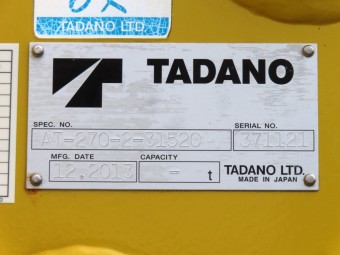 TADANO LTD.
TADANO
SPEC. NO.
SERIAL NO.
AT-270-2-21520
371121
MFG. DATE
CAPACITY
12.2013
– t
TADANO LTD.
MADE IN JAPAN